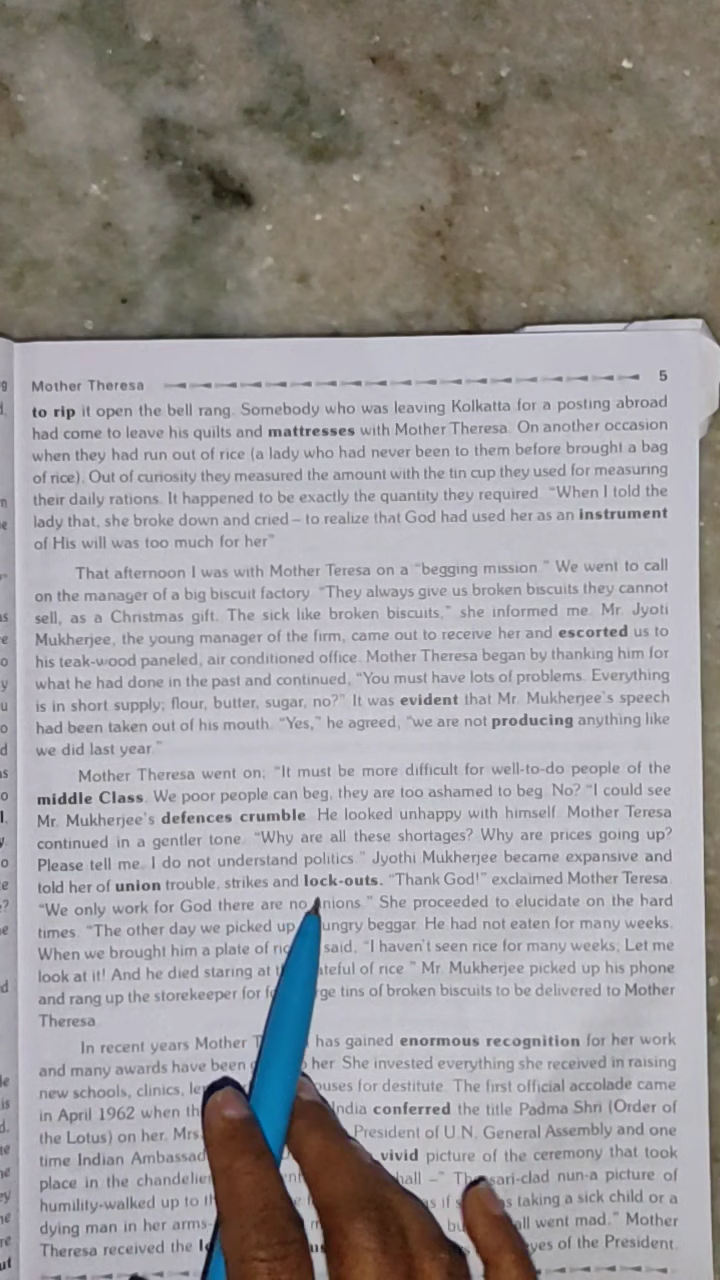 Mother Theresa 5
to rip it open the bell rang. Somebody who was leaving Kolkatta for a posting abroad
had come to leave his quilts and mattresses with Mother Theresa. On another occasion
when they had run out of rice (a lady who had never been to them before brought a bag
of rice). Out of curiosity they measured the amount with the tin cup they used for measuring
their daily rations. It happened to be exactly the quantity they required. "When I told the
lady that, she broke down and cried – to realize that God had used her as an instrument
of His will was too much for her"
That afternoon I was with Mother Teresa on a "begging mission." We went to call
on the manager of a big biscuit factory. "They always give us broken biscuits they cannot
sell, as a Christmas gift. The sick like broken biscuits," she informed me. Mr. Jyoti
Mukherjee, the young manager of the firm, came out to receive her and escorted us to
his teak-wood paneled, air conditioned office. Mother Theresa began by thanking him for
what he had done in the past and continued, "You must have lots of problems. Everything
is in short supply; flour, butter, sugar, no?" It was evident that Mr. Mukherjee's speech
had been taken out of his mouth. "Yes," he agreed, "we are not producing anything like
we did last year."
Mother Theresa went on; "It must be more difficult for well-to-do people of the
middle Class. We poor people can beg, they are too ashamed to beg. No? "I could see
Mr. Mukherjee's defences crumble. He looked unhappy with himself. Mother Teresa
continued in a gentler tone. "Why are all these shortages? Why are prices going up?
Please tell me. I do not understand politics." Jyothi Mukherjee became expansive and
told her of union trouble, strikes and lock-outs. "Thank God!" exclaimed Mother Teresa.
"We only work for God there are no unions." She proceeded to elucidate on the hard
times. "The other day we picked up ungry beggar. He had not eaten for many weeks.
When we brought him a plate of said, "I haven't seen rice for many weeks; Let me
look at it! And he died staring at ateful of rice." Mr. Mukherjee picked up his phone
and rang up the storekeeper for tins of broken biscuits to be delivered to Mother
Theresa.
In recent years Mother has gained enormous recognition for her work
and many awards have been her. She invested everything she received in raising
new schools, clinics, ouses for destitute. The first official accolade came
in April 1962 when India conferred the title Padma Shri (Order of
the Lotus) on her. Mrs. President of U.N. General Assembly and one
time Indian vivid picture of the ceremony that took
place in the hall –" The sari-clad nun-a picture of
humility-walked up to as if taking a sick child or a
dying man in her arms- all went mad." Mother
Theresa received the eyes of the President.